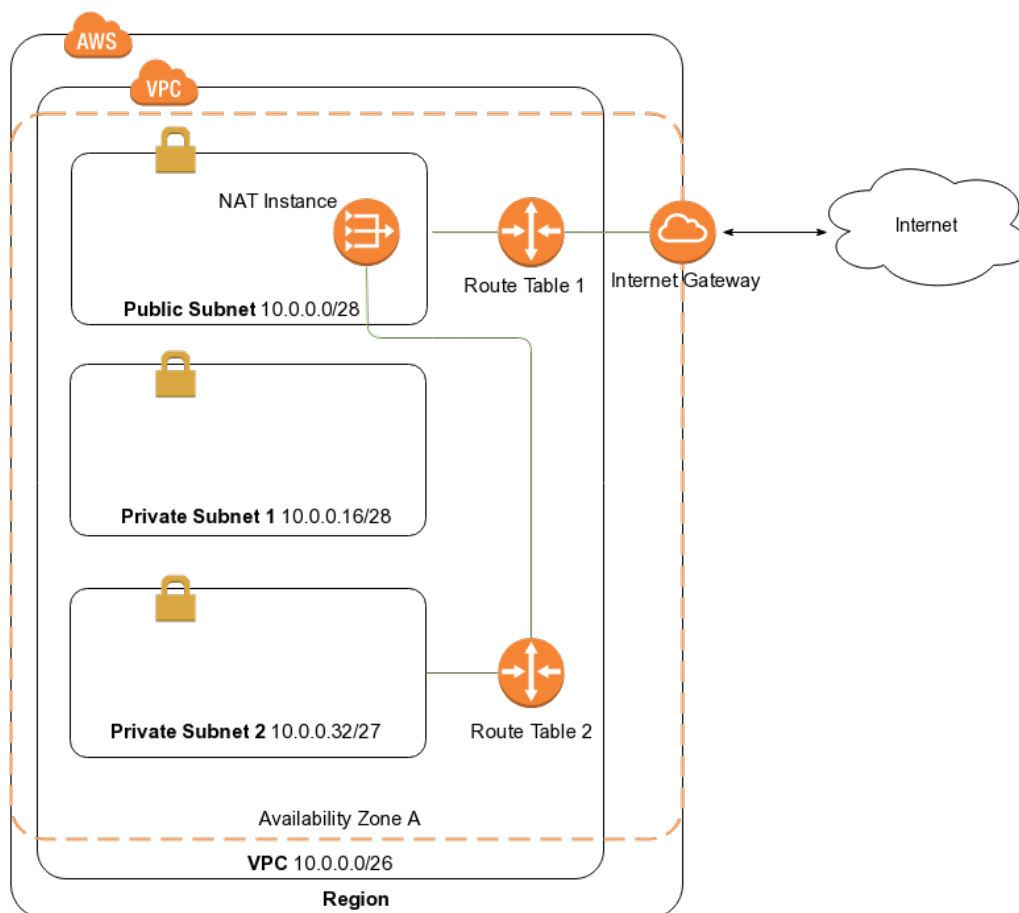 AWS
VPC
NAT Instance
Public Subnet 10.0.0.0/28
Route Table 1
Internet Gateway
Internet
Private Subnet 1 10.0.0.16/28
Private Subnet 2 10.0.0.32/27
Route Table 2
Availability Zone A
VPC 10.0.0.0/26
Region